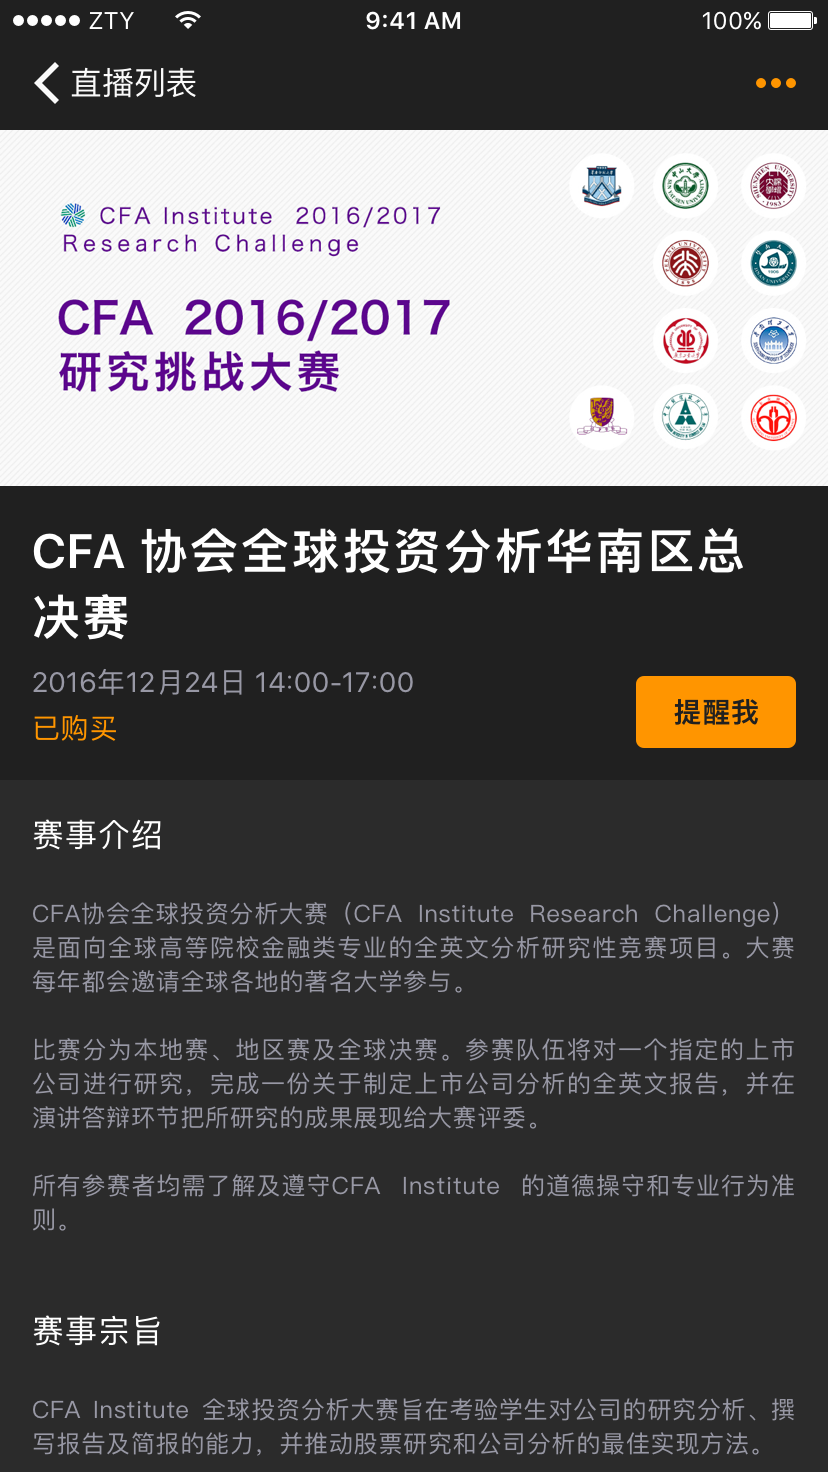 ZTY 9:41 AM 100%
直播列表
CFA Institute 2016/2017
Research Challenge
CFA 2016/2017
研究挑战大赛
CFA 协会全球投资分析华南区总
决赛
2016年12月24日 14:00-17:00
已购买
提醒我
赛事介绍
CFA协会全球投资分析大赛（CFA Institute Research Challenge）
是面向全球高等院校金融类专业的全英文分析研究性竞赛项目。大赛
每年都会邀请全球各地的著名大学参与。
比赛分为本地赛、地区赛及全球决赛。参赛队伍将对一个指定的上市
公司进行研究，完成一份关于制定上市公司分析的全英文报告，并在
演讲答辩环节把所研究的成果展现给大赛评委。
所有参赛者均需了解及遵守CFA Institute 的道德操守和专业行为准
则。
赛事宗旨
CFA Institute 全球投资分析大赛旨在考验学生对公司的研究分析、撰
写报告及简报的能力，并推动股票研究和公司分析的最佳实现方法。